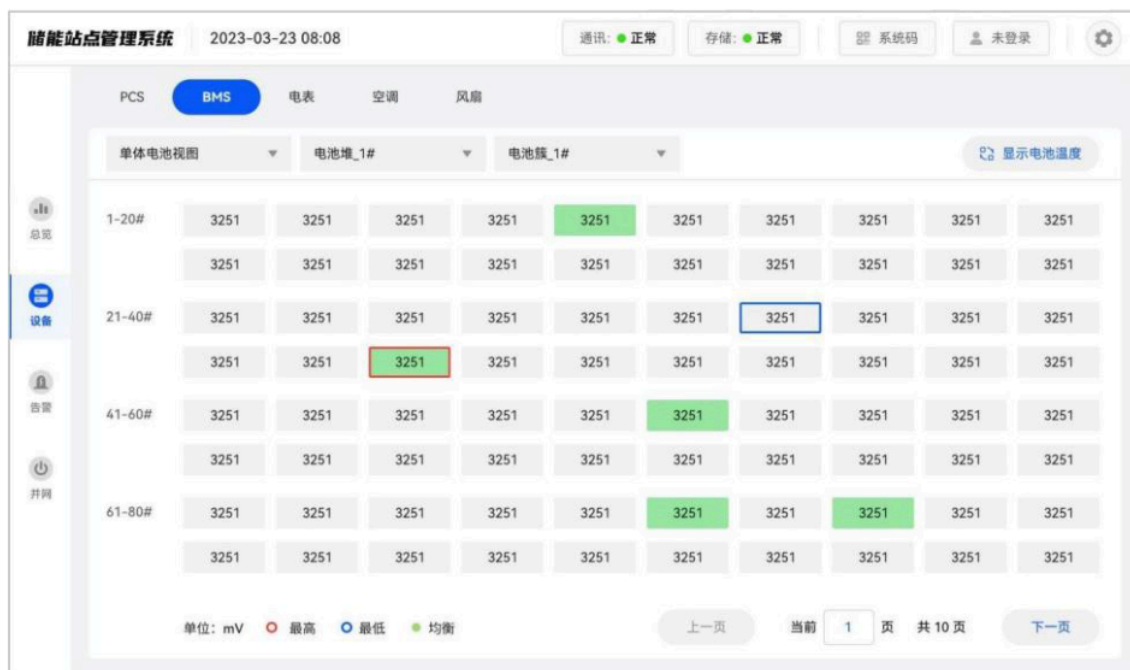 储能站点管理系统 2023-03-23 08:08 通讯: 正常 存储: 正常 系统码 未登录
PCS BMS 电表 空调 风扇
单体电池视图 电池堆_1# 电池簇_1# 显示电池温度
总览
设备
告警
并网
1-20# 3251 3251 3251 3251 3251 3251 3251 3251 3251 3251
3251 3251 3251 3251 3251 3251 3251 3251 3251 3251
21-40# 3251 3251 3251 3251 3251 3251 3251 3251 3251 3251
3251 3251 3251 3251 3251 3251 3251 3251 3251 3251
41-60# 3251 3251 3251 3251 3251 3251 3251 3251 3251 3251
3251 3251 3251 3251 3251 3251 3251 3251 3251 3251
61-80# 3251 3251 3251 3251 3251 3251 3251 3251 3251 3251
3251 3251 3251 3251 3251 3251 3251 3251 3251 3251
单位: mV 最高 最低 均衡 上一页 当前 1 页 共 10 页 下一页